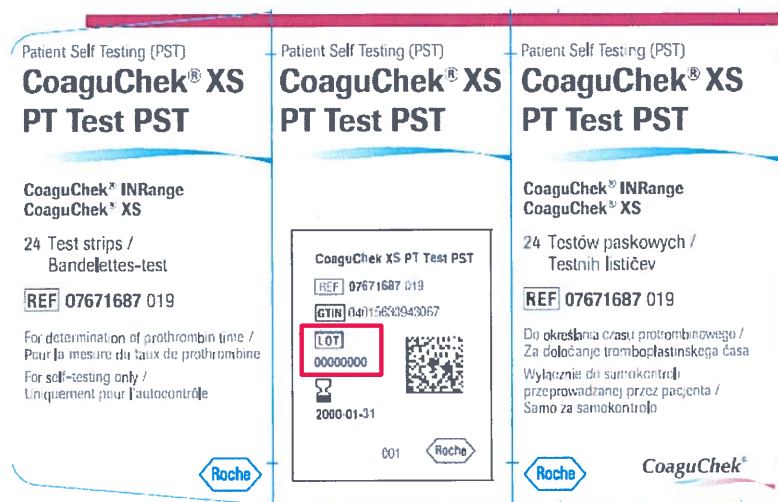 Patient Self Testing (PST)
CoaguChek® XS
PT Test PST
CoaguChek® INRange
CoaguChek® XS
24 Test strips /
Bandelettes-test
REF 07671687 019
For determination of prothrombin time /
Pour la mesure du taux de prothrombine
For self-testing only /
Uniquement pour l'autocontrôle
Roche
Patient Self Testing (PST)
CoaguChek® XS
PT Test PST
CoaguChek XS PT Test PST
REF 07671687 019
GTIN 04015630943067
LOT
00000000
2000-01-31
001
Roche
Patient Self Testing (PST)
CoaguChek® XS
PT Test PST
CoaguChek® INRange
CoaguChek® XS
24 Testów paskowych /
Testnih lističev
REF 07671687 019
Do określania czasu protrombinowego /
Za določanje tromboplastinskega časa
Wyłącznie do samokontroli
przeprowadzanej przez pacjenta /
Samo za samokontrolo
Roche
CoaguChek®